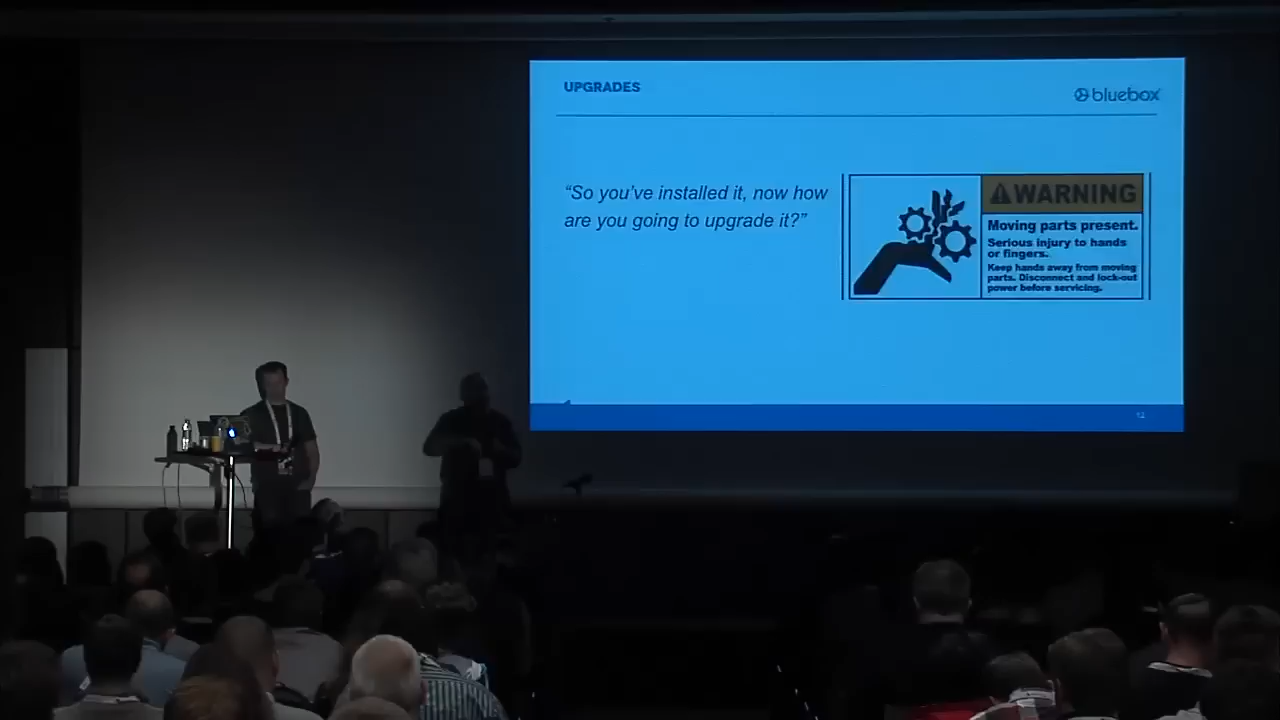 UPGRADES
bluebox
“So you’ve installed it, now how
are you going to upgrade it?”
WARNING
Moving parts present.
Serious injury to hands
or fingers.
Keep hands away from moving
parts. Disconnect and lock-out
power before servicing.
12